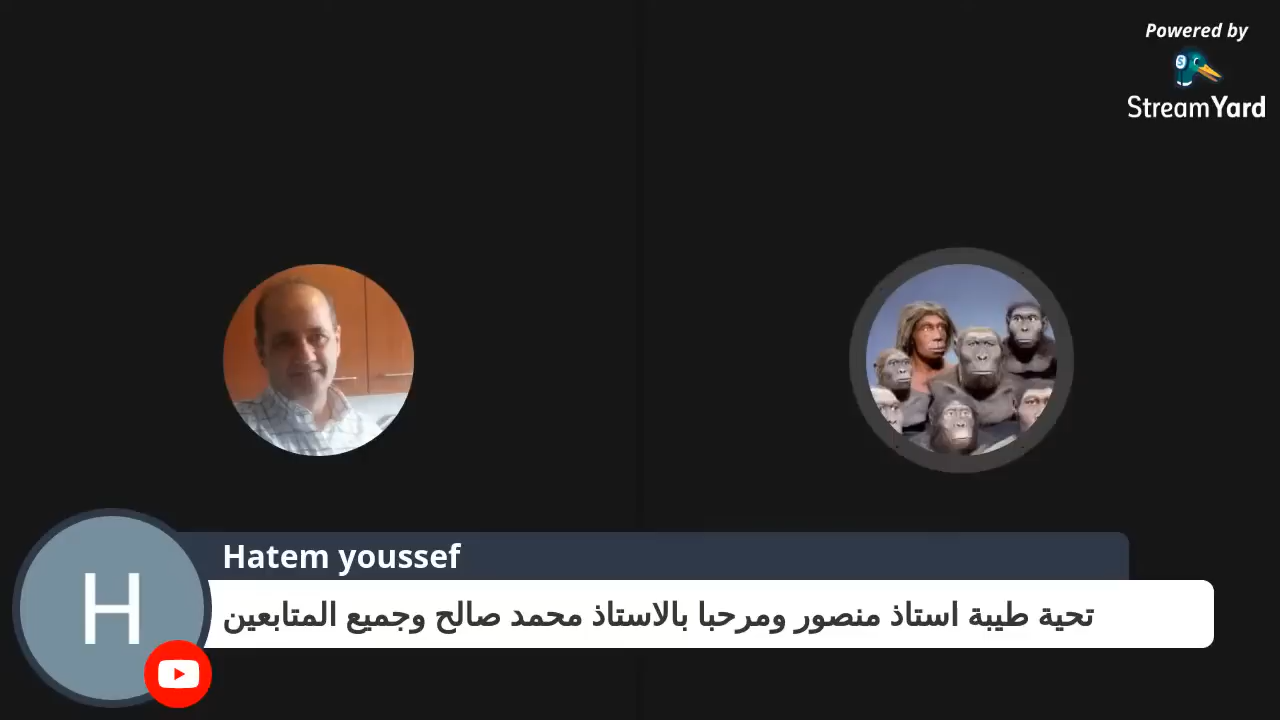 Powered by
StreamYard
Hatem youssef
تحية طيبة استاذ منصور ومرحبا بالاستاذ محمد صالح وجميع المتابعين
H